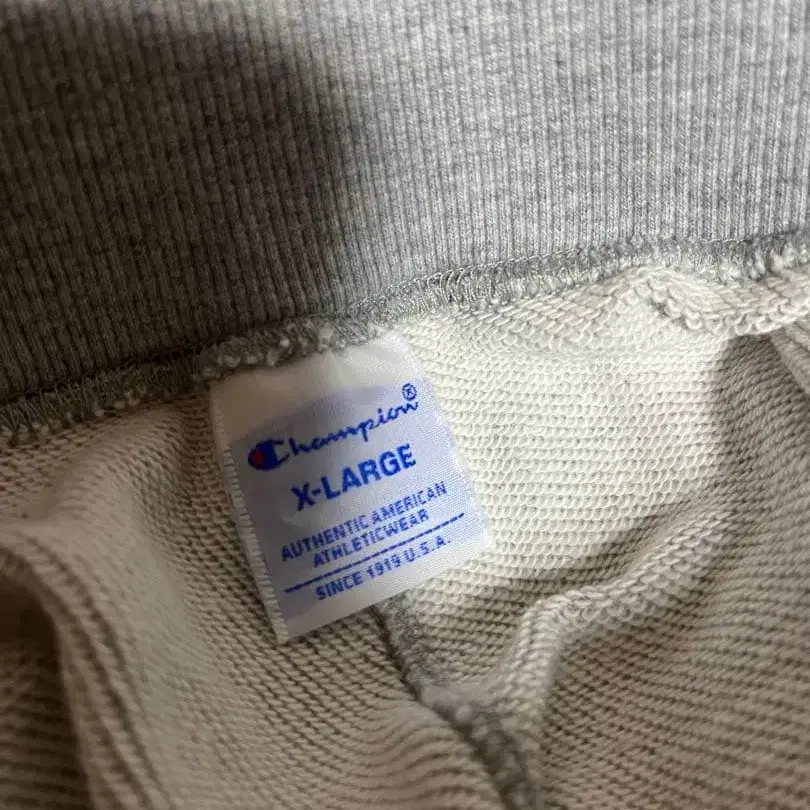 Champion®
X-LARGE
AUTHENTIC AMERICAN
ATHLETICWEAR
SINCE 1919 U.S.A.